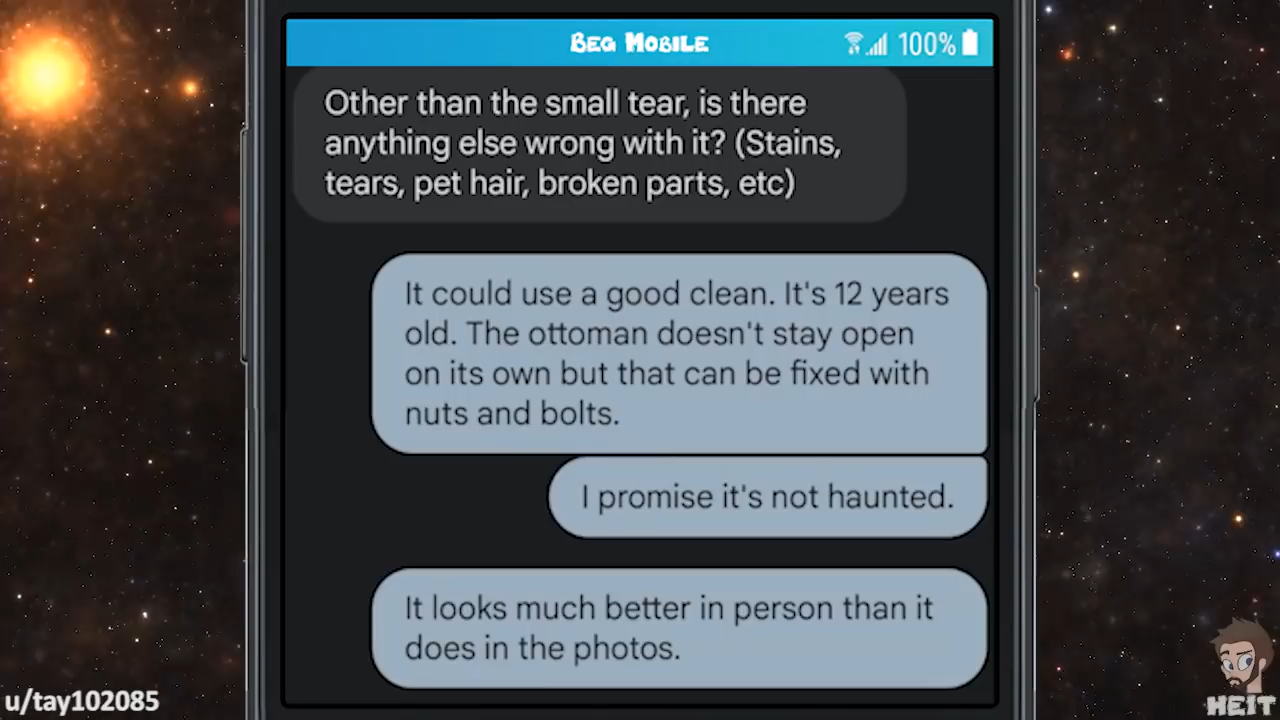 BEG MOBILE
100%
Other than the small tear, is there
anything else wrong with it? (Stains,
tears, pet hair, broken parts, etc)
It could use a good clean. It's 12 years
old. The ottoman doesn't stay open
on its own but that can be fixed with
nuts and bolts.
I promise it's not haunted.
It looks much better in person than it
does in the photos.
u/tay102085
HEIT